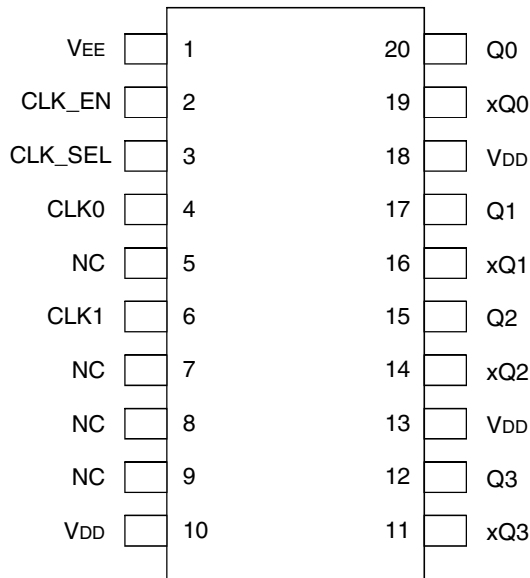 VEE 1 20 Q0
CLK_EN 2 19 xQ0
CLK_SEL 3 18 VDD
CLK0 4 17 Q1
NC 5 16 xQ1
CLK1 6 15 Q2
NC 7 14 xQ2
NC 8 13 VDD
NC 9 12 Q3
VDD 10 11 xQ3